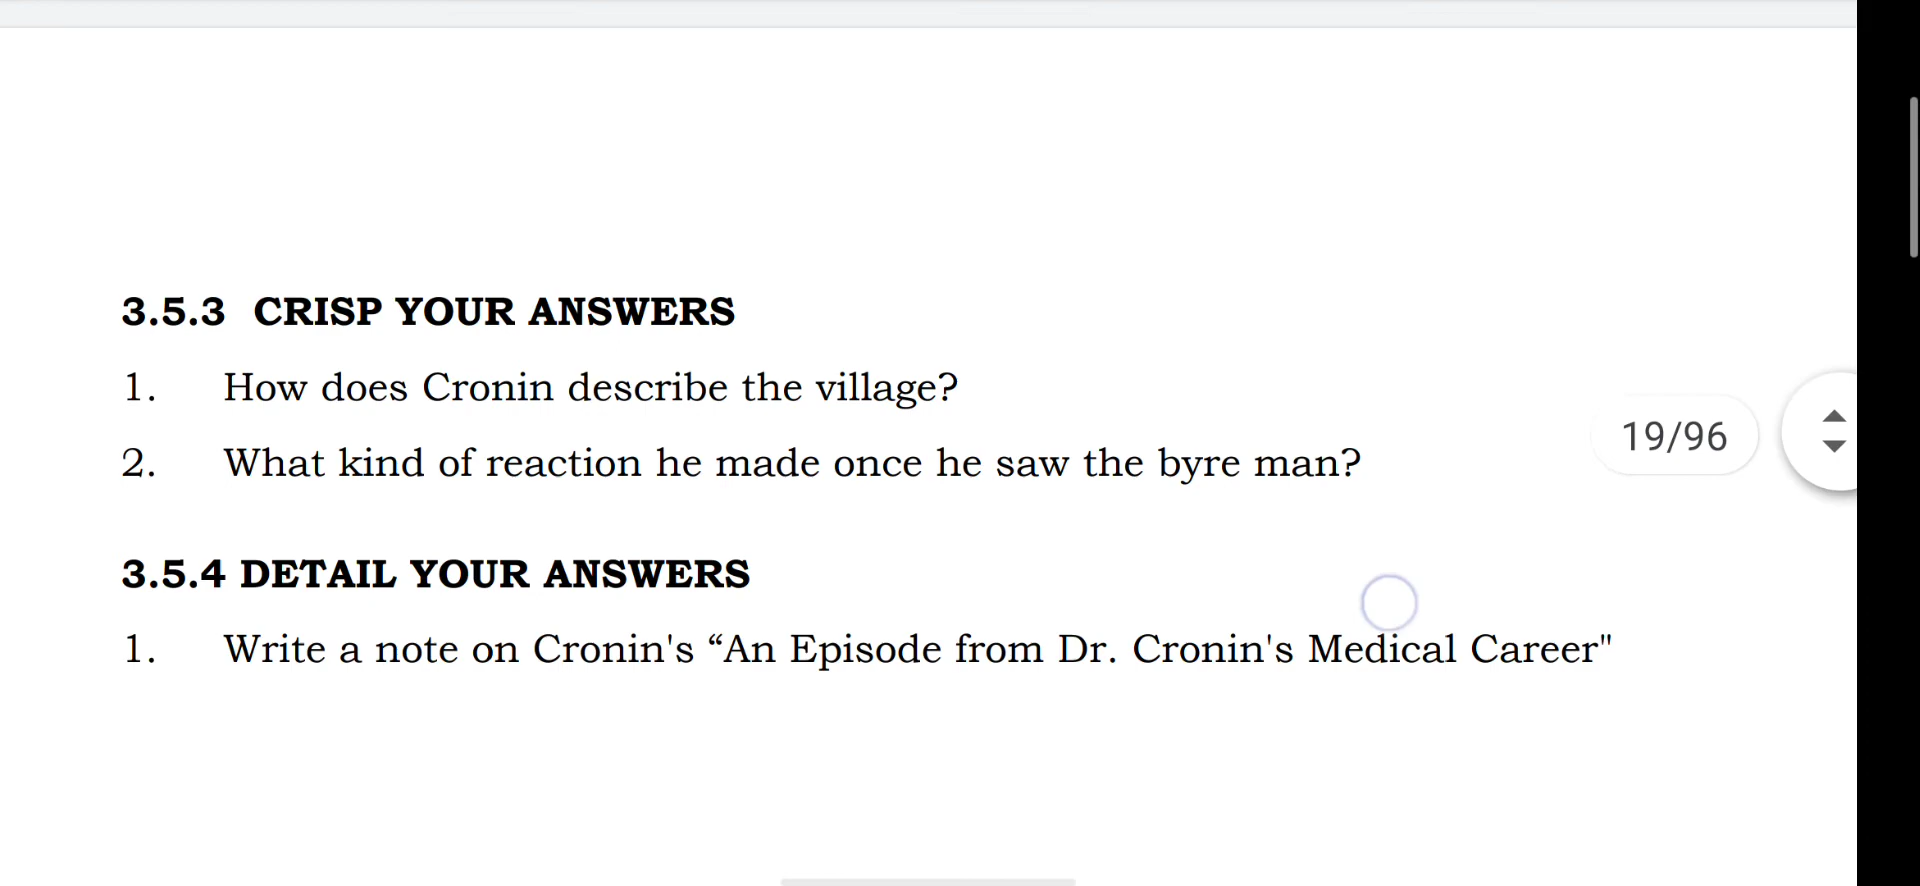 3.5.3 CRISP YOUR ANSWERS
1. How does Cronin describe the village?
2. What kind of reaction he made once he saw the byre man?
19/96
3.5.4 DETAIL YOUR ANSWERS
1. Write a note on Cronin's “An Episode from Dr. Cronin's Medical Career"